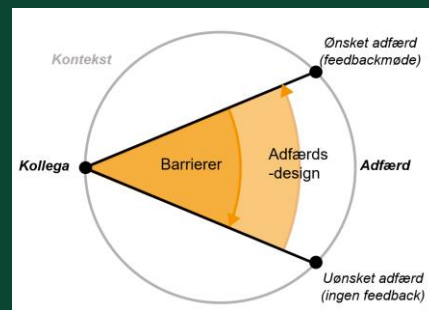 Ønsket adfærd
(feedbackmøde)
Kontekst
Kollega
Barrierer
Adfærds
-design
Adfærd
Uønsket adfærd
(ingen feedback)